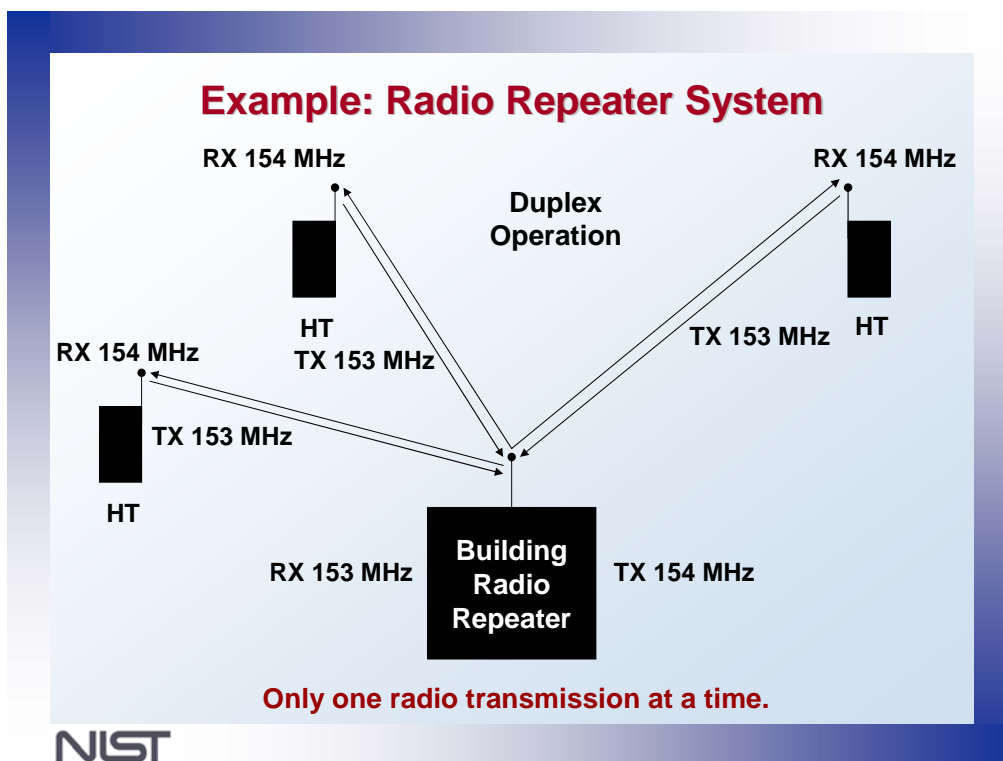 Example: Radio Repeater System
RX 154 MHz
RX 154 MHz
Duplex
Operation
HT
TX 153 MHz
TX 153 MHz
HT
RX 154 MHz
TX 153 MHz
HT
RX 153 MHz
Building
Radio
Repeater
TX 154 MHz
Only one radio transmission at a time.
NIST